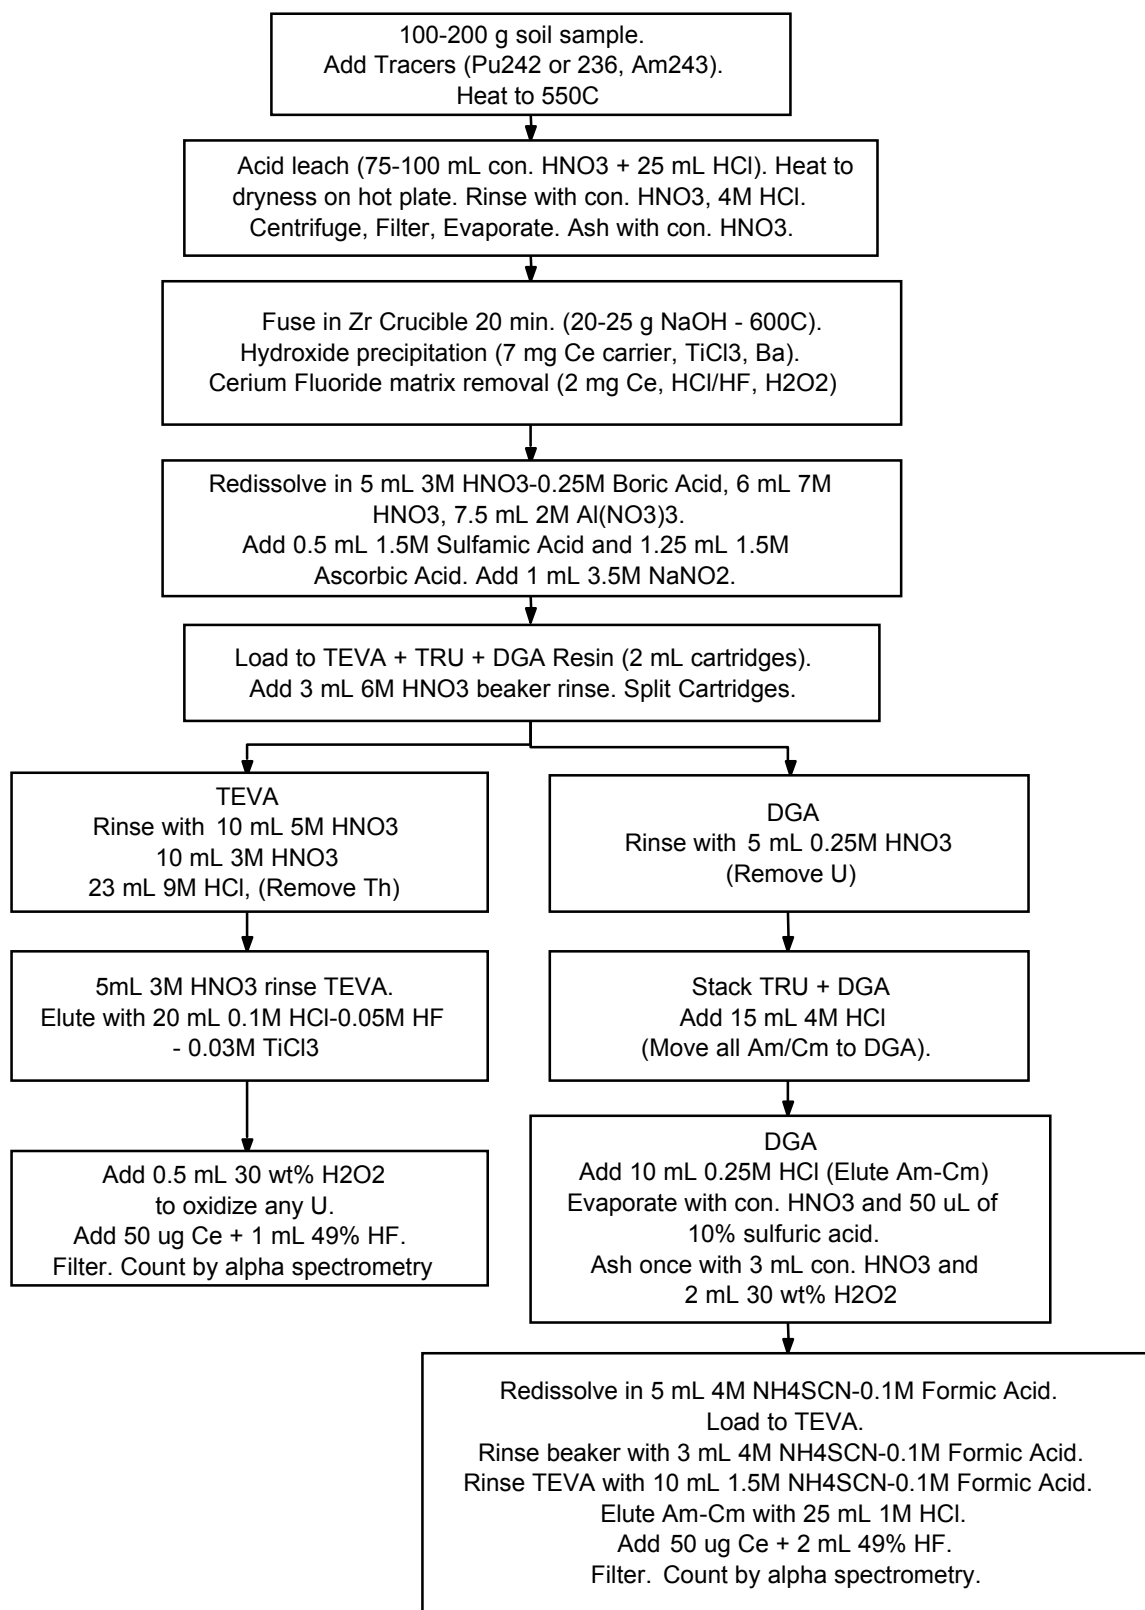 100-200 g soil sample.
Add Tracers (Pu242 or 236, Am243).
Heat to 550C
Acid leach (75-100 mL con. HNO3 + 25 mL HCl). Heat to
dryness on hot plate. Rinse with con. HNO3, 4M HCl.
Centrifuge, Filter, Evaporate. Ash with con. HNO3.
Fuse in Zr Crucible 20 min. (20-25 g NaOH - 600C).
Hydroxide precipitation (7 mg Ce carrier, TiCl3, Ba).
Cerium Fluoride matrix removal (2 mg Ce, HCl/HF, H2O2)
Redissolve in 5 mL 3M HNO3-0.25M Boric Acid, 6 mL 7M
HNO3, 7.5 mL 2M Al(NO3)3.
Add 0.5 mL 1.5M Sulfamic Acid and 1.25 mL 1.5M
Ascorbic Acid. Add 1 mL 3.5M NaNO2.
Load to TEVA + TRU + DGA Resin (2 mL cartridges).
Add 3 mL 6M HNO3 beaker rinse. Split Cartridges.
TEVA
Rinse with 10 mL 5M HNO3
10 mL 3M HNO3
23 mL 9M HCl, (Remove Th)
5mL 3M HNO3 rinse TEVA.
Elute with 20 mL 0.1M HCl-0.05M HF
- 0.03M TiCl3
Add 0.5 mL 30 wt% H2O2
to oxidize any U.
Add 50 ug Ce + 1 mL 49% HF.
Filter. Count by alpha spectrometry
DGA
Rinse with 5 mL 0.25M HNO3
(Remove U)
Stack TRU + DGA
Add 15 mL 4M HCl
(Move all Am/Cm to DGA).
DGA
Add 10 mL 0.25M HCl (Elute Am-Cm)
Evaporate with con. HNO3 and 50 uL of
10% sulfuric acid.
Ash once with 3 mL con. HNO3 and
2 mL 30 wt% H2O2
Redissolve in 5 mL 4M NH4SCN-0.1M Formic Acid.
Load to TEVA.
Rinse beaker with 3 mL 4M NH4SCN-0.1M Formic Acid.
Rinse TEVA with 10 mL 1.5M NH4SCN-0.1M Formic Acid.
Elute Am-Cm with 25 mL 1M HCl.
Add 50 ug Ce + 2 mL 49% HF.
Filter. Count by alpha spectrometry.